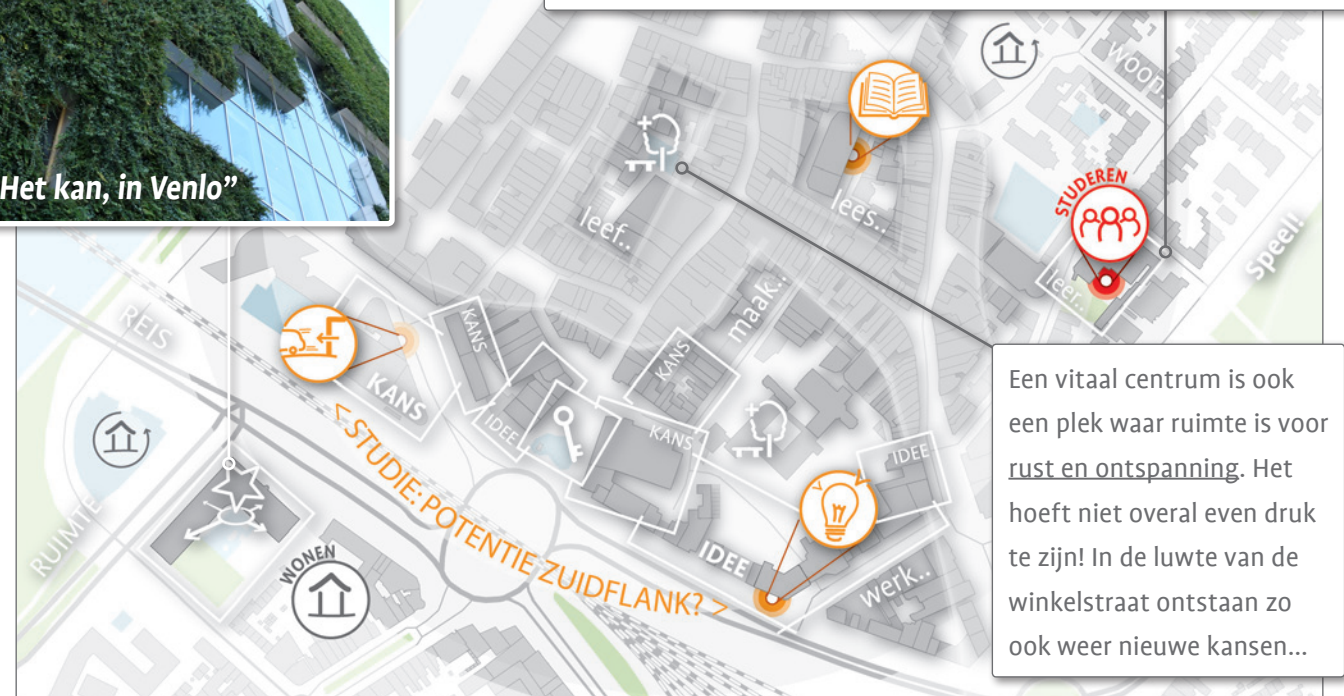 Het kan, in Venlo”
woon
STUDEREN
lees..
leef..
Speel!
leer..
maak..
REIS
KANS
KANS
KANS
IDEE
KANS
IDEE
RUIMTE
< STUDIE: POTENTIE ZUIDFLANK? >
IDEE
werk..
WONEN
Een vitaal centrum is ook
een plek waar ruimte is voor
rust en ontspanning. Het
hoeft niet overal even druk
te zijn! In de luwte van de
winkelstraat ontstaan zo
ook weer nieuwe kansen...